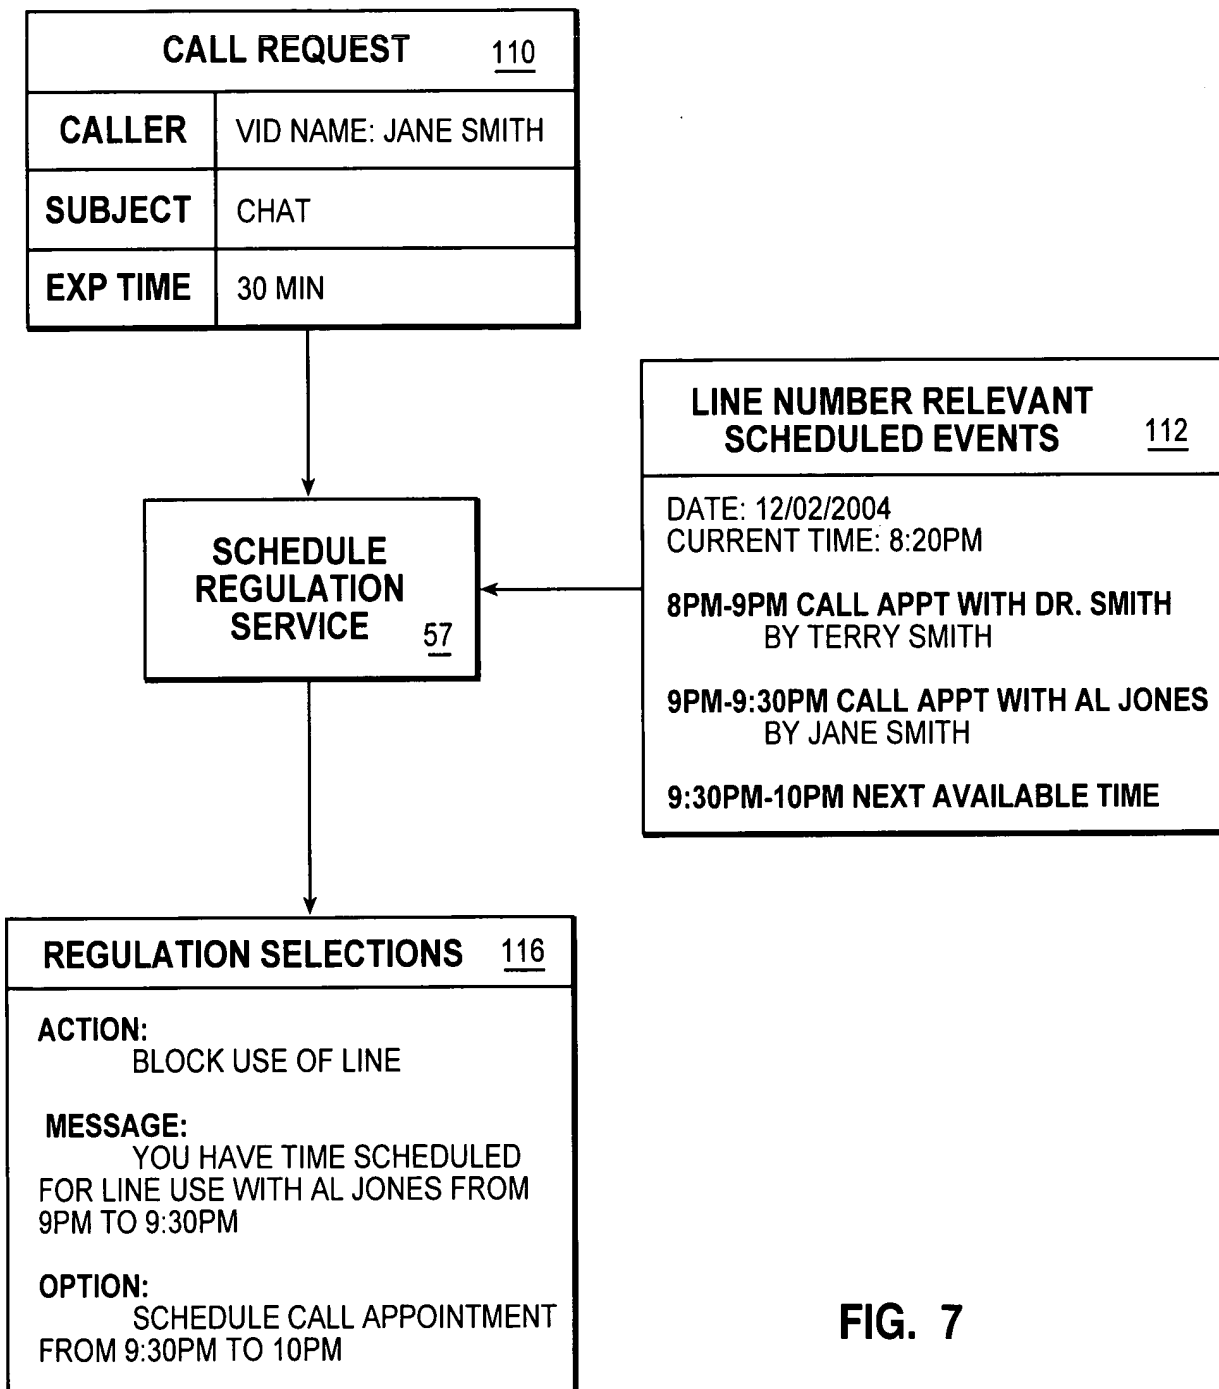 CALL REQUEST 110
CALLER VID NAME: JANE SMITH
SUBJECT CHAT
EXP TIME 30 MIN
LINE NUMBER RELEVANT
SCHEDULED EVENTS 112
DATE: 12/02/2004
CURRENT TIME: 8:20PM
8PM-9PM CALL APPT WITH DR. SMITH
BY TERRY SMITH
9PM-9:30PM CALL APPT WITH AL JONES
BY JANE SMITH
9:30PM-10PM NEXT AVAILABLE TIME
SCHEDULE
REGULATION
SERVICE 57
REGULATION SELECTIONS 116
ACTION:
BLOCK USE OF LINE
MESSAGE:
YOU HAVE TIME SCHEDULED
FOR LINE USE WITH AL JONES FROM
9PM TO 9:30PM
OPTION:
SCHEDULE CALL APPOINTMENT
FROM 9:30PM TO 10PM
FIG. 7